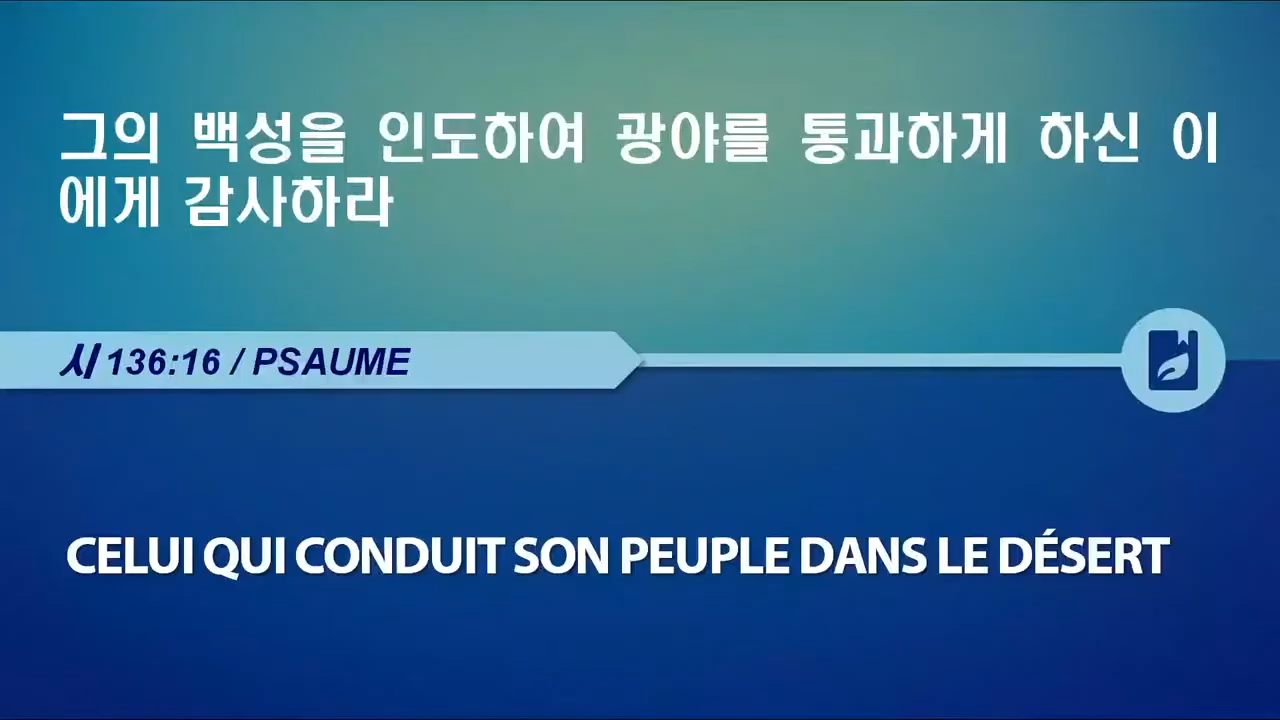 그의 백성을 인도하여 광야를 통과하게 하신 이
에게 감사하라
시 136:16 / PSAUME
CELUI QUI CONDUIT SON PEUPLE DANS LE DÉSERT